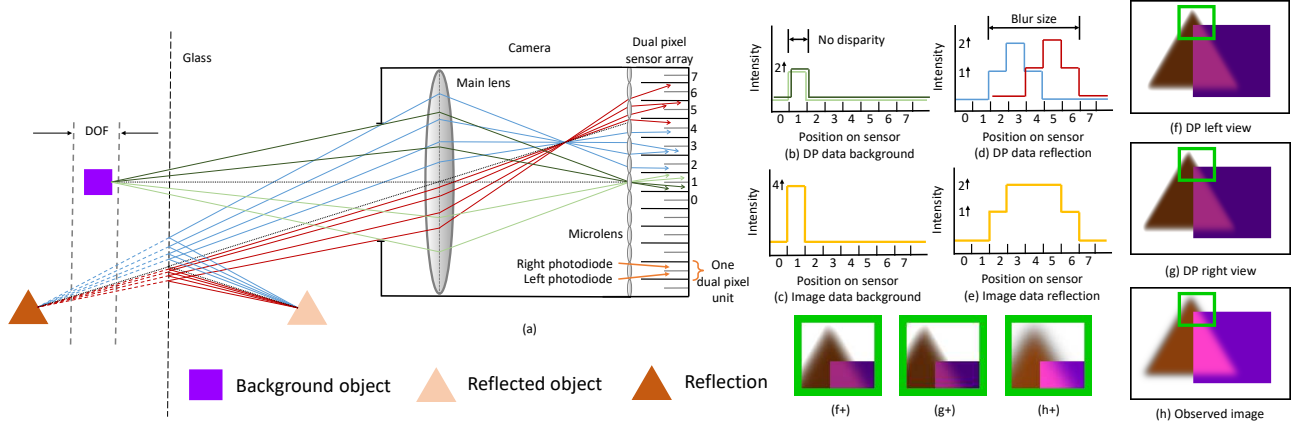 Glass
Camera
Dual pixel
sensor array
Main lens
DOF
7
6
5
4
3
2
1
0
Microlens
Right photodiode
Left photodiode
One
dual pixel
unit
(a)
Background object
Reflected object
Reflection
No disparity
Intensity
2↑
0 1 2 3 4 5 6 7
Position on sensor
(b) DP data background
Blur size
Intensity
2↑
1↑
0 1 2 3 4 5 6 7
Position on sensor
(d) DP data reflection
Intensity
4↑
0 1 2 3 4 5 6 7
Position on sensor
(c) Image data background
Intensity
2↑
1↑
0 1 2 3 4 5 6 7
Position on sensor
(e) Image data reflection
(f+)
(g+)
(h+)
(f) DP left view
(g) DP right view
(h) Observed image